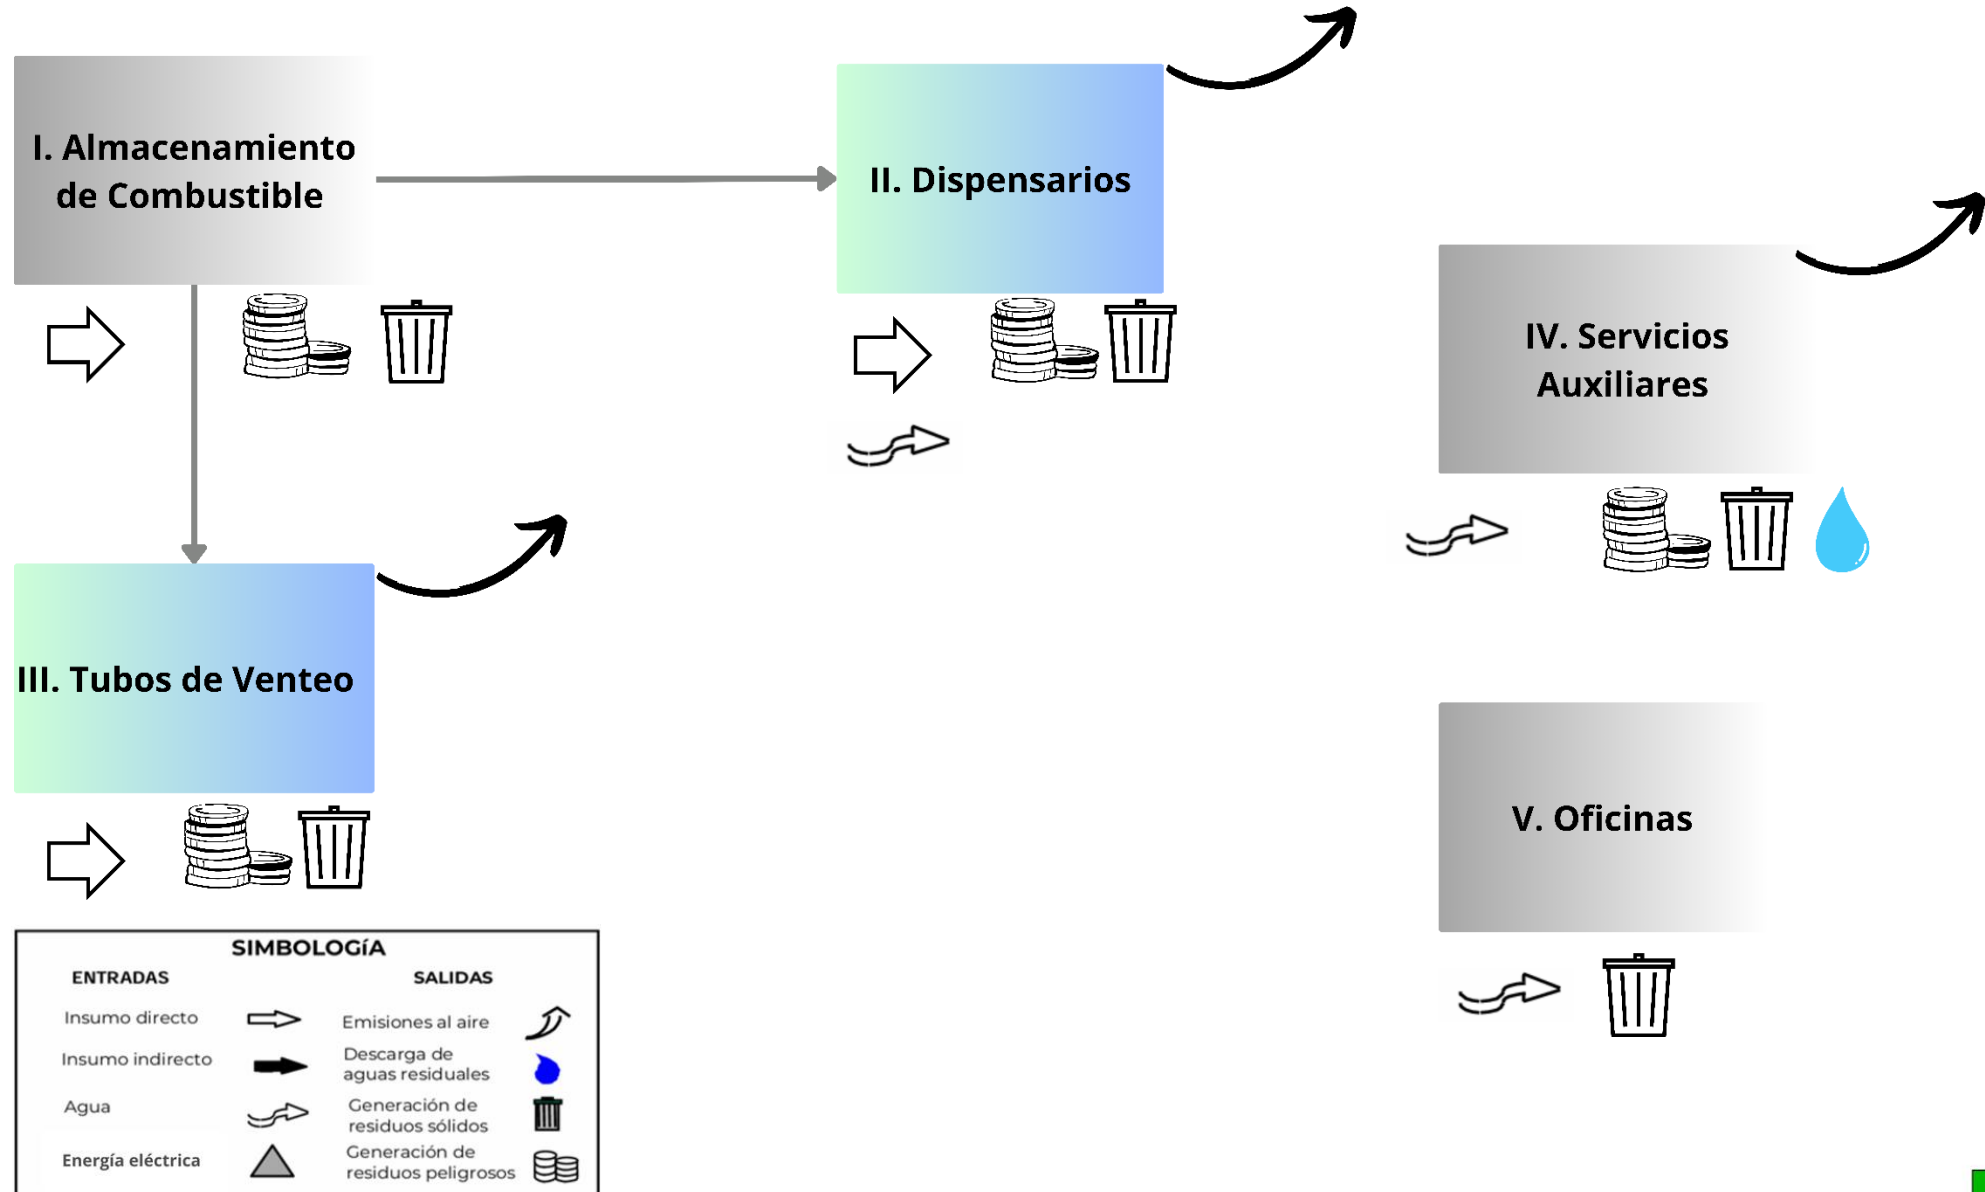 I. Almacenamiento
de Combustible
II. Dispensarios
IV. Servicios
Auxiliares
III. Tubos de Venteo
V. Oficinas
SIMBOLOGíA
ENTRADAS
SALIDAS
Insumo directo
Emisiones al aire
Insumo indirecto
Descarga de
aguas residuales
Agua
Generación de
residuos sólidos
Energía eléctrica
Generación de
residuos peligrosos